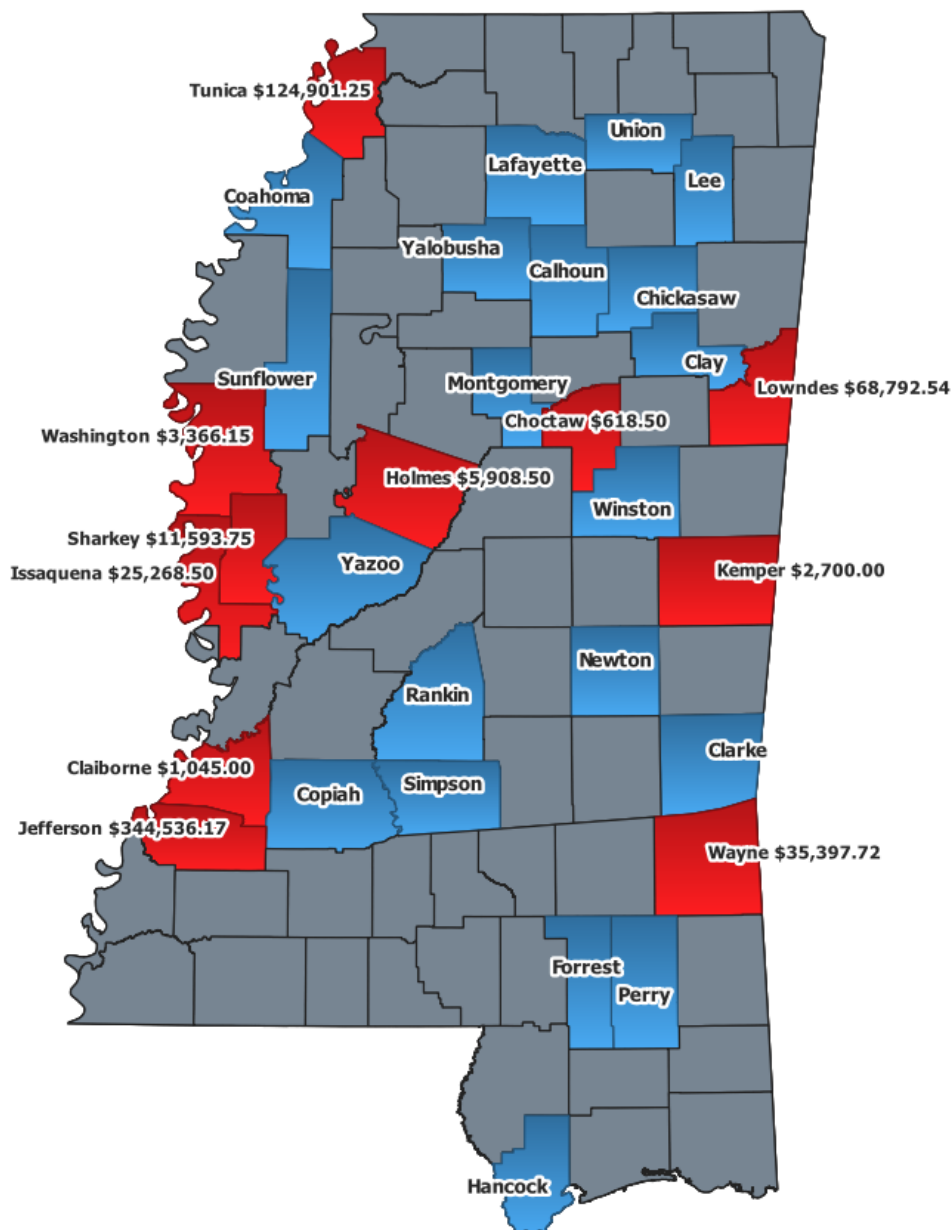 Tunica $124,901.25
Union
Lafayette
Lee
Coahoma
Yalobusha
Calhoun
Chickasaw
Clay
Sunflower
Montgomery
Lowndes $68,792.54
Choctaw $618.50
Washington $3,366.15
Holmes $5,908.50
Winston
Sharkey $11,593.75
Yazoo
Issaquena $25,268.50
Kemper $2,700.00
Newton
Rankin
Clarke
Claiborne $1,045.00
Simpson
Copiah
Jefferson $344,536.17
Wayne $35,397.72
Forrest
Perry
Hancock